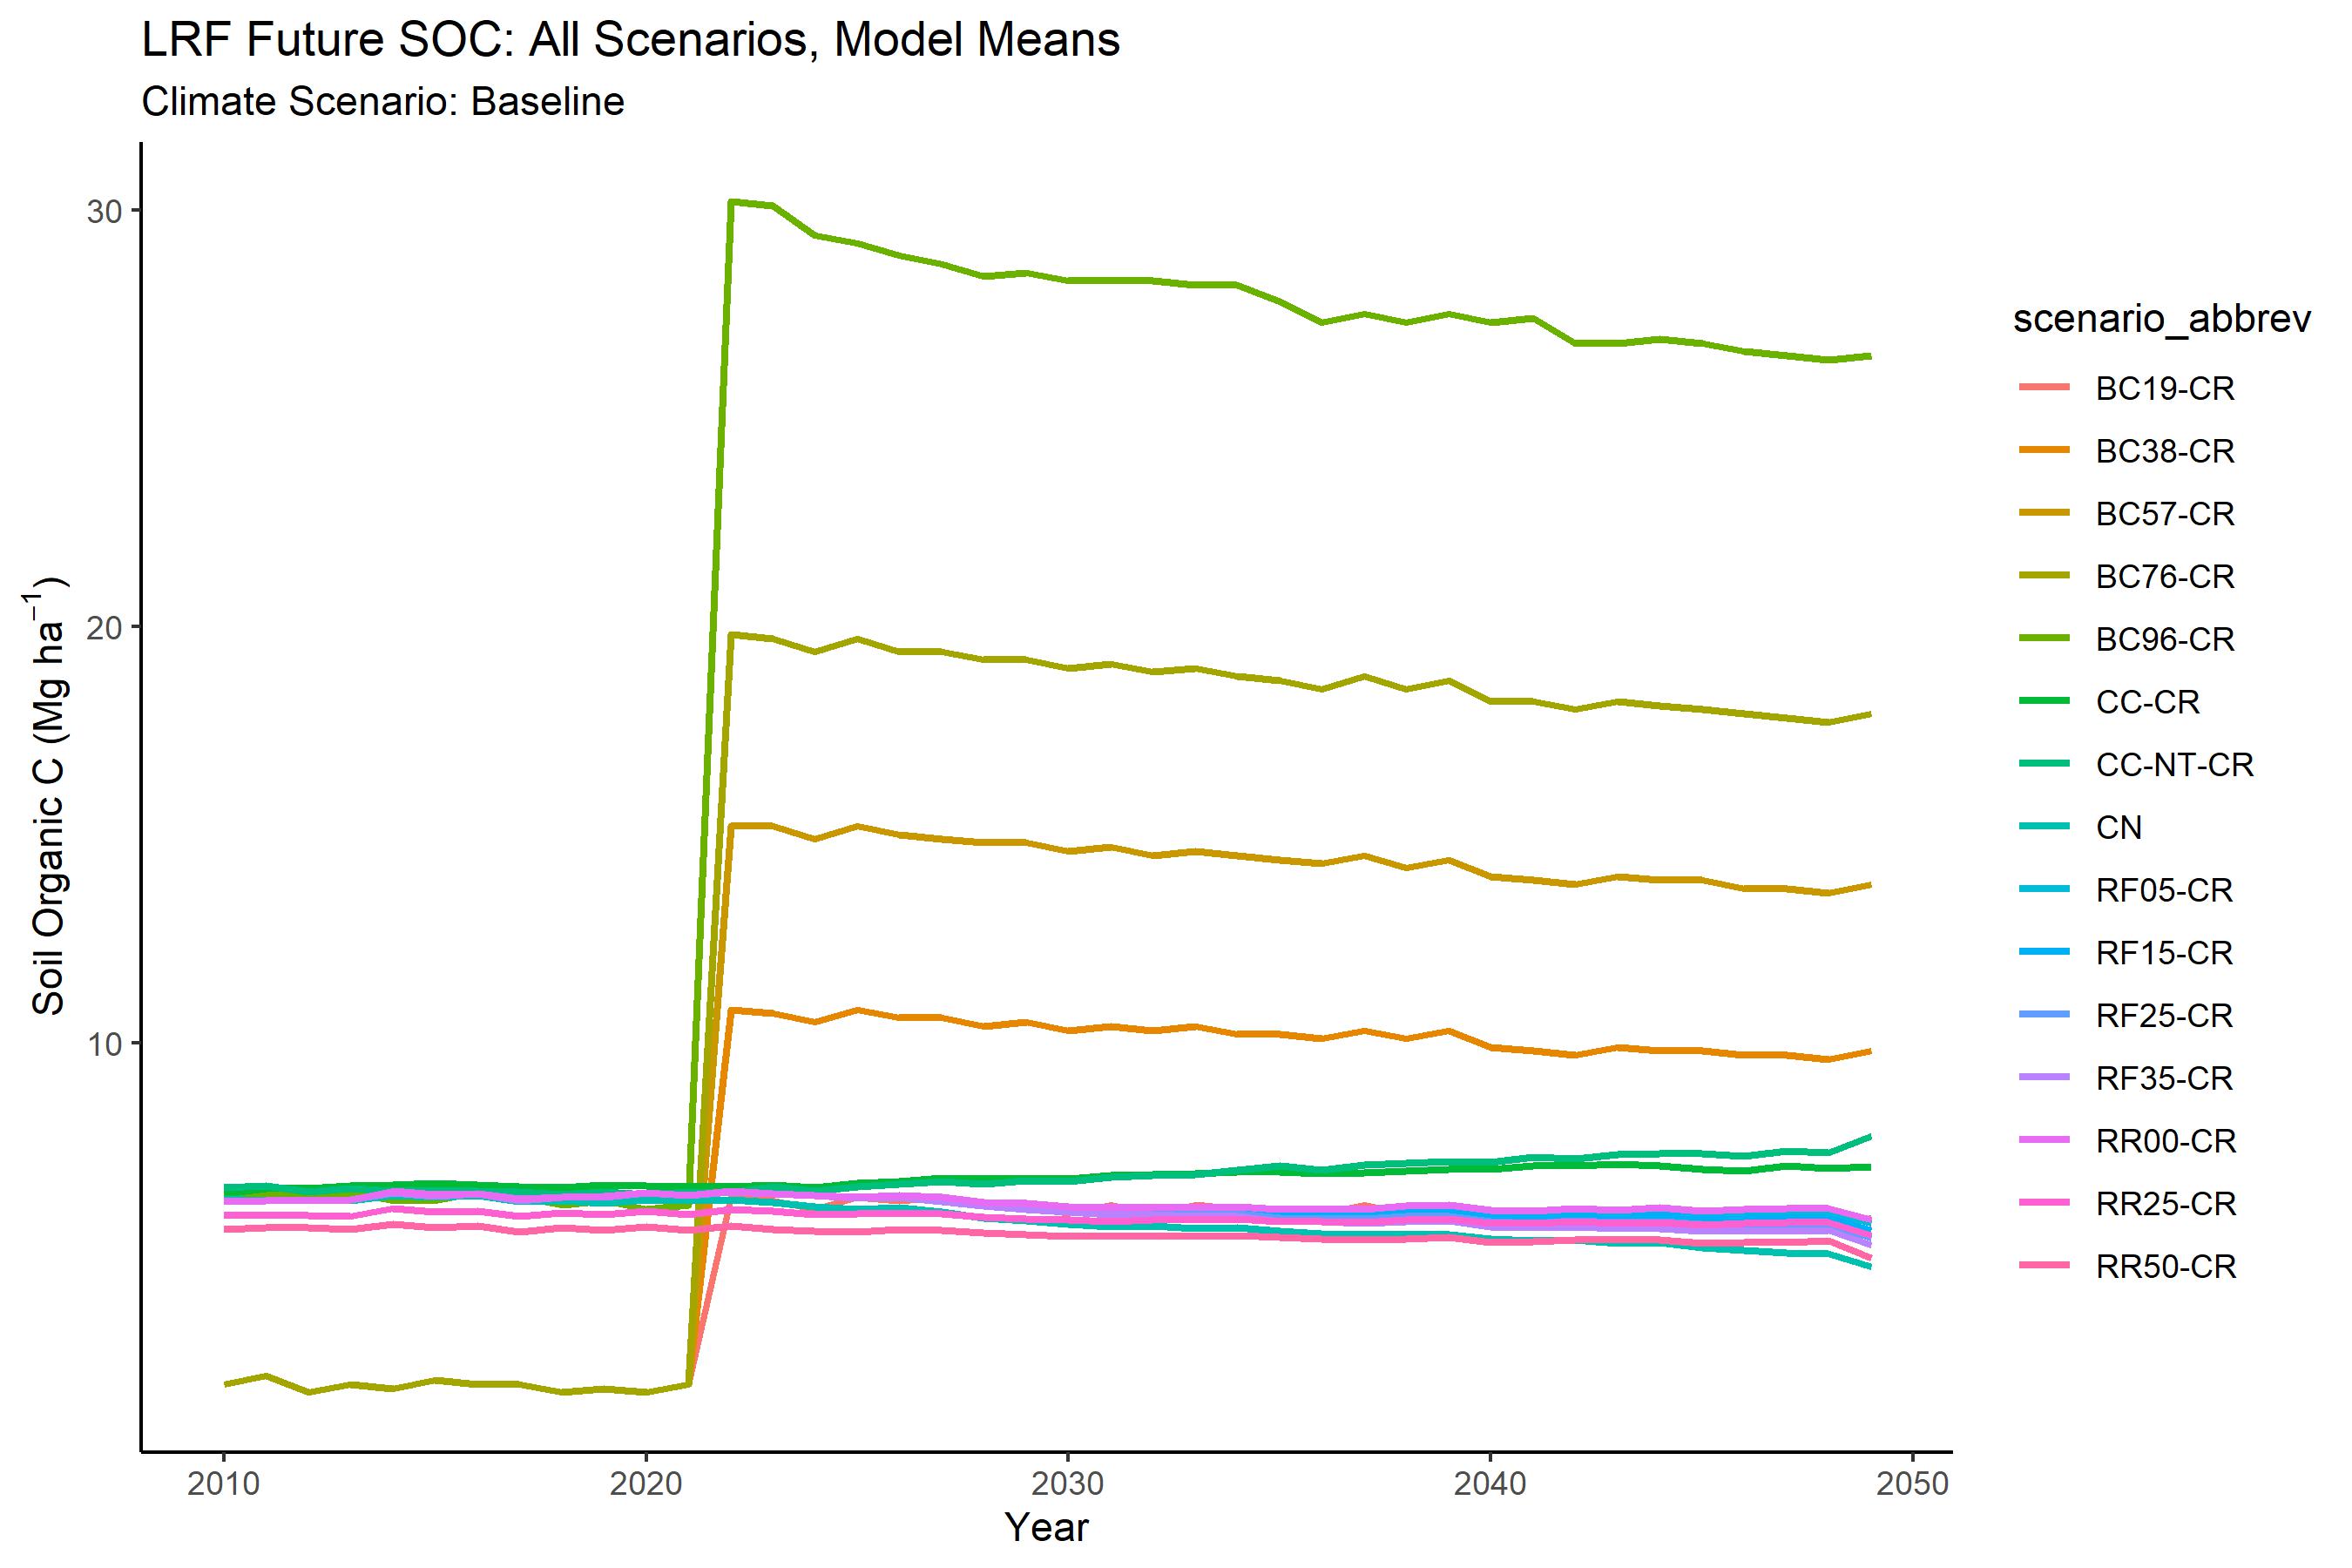 LRF Future SOC: All Scenarios, Model Means
Climate Scenario: Baseline
Soil Organic C (Mg ha⁻¹)
30
20
10
2010
2020
2030
2040
2050
Year
scenario_abbrev
BC19-CR
BC38-CR
BC57-CR
BC76-CR
BC96-CR
CC-CR
CC-NT-CR
CN
RF05-CR
RF15-CR
RF25-CR
RF35-CR
RR00-CR
RR25-CR
RR50-CR